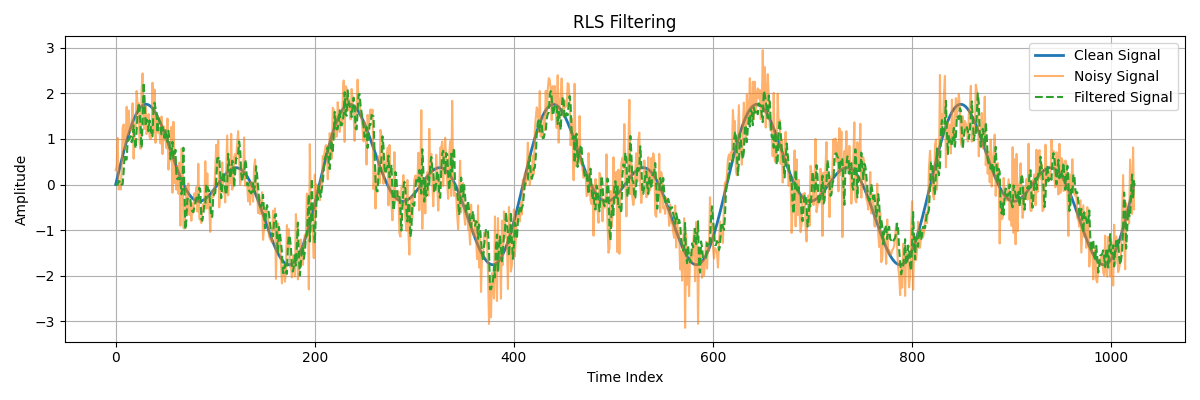 RLS Filtering
3
2
1
0
−1
−2
−3
Amplitude
Clean Signal
Noisy Signal
Filtered Signal
0
200
400
600
800
1000
Time Index